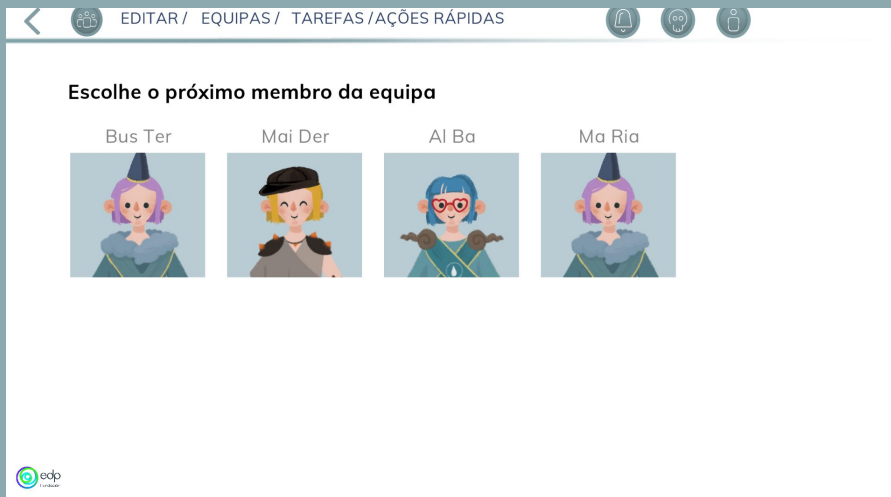 EDITAR / EQUIPAS / TAREFAS /AÇÕES RÁPIDAS
Escolhe o próximo membro da equipa
Bus Ter Mai Der Al Ba Ma Ria
edp